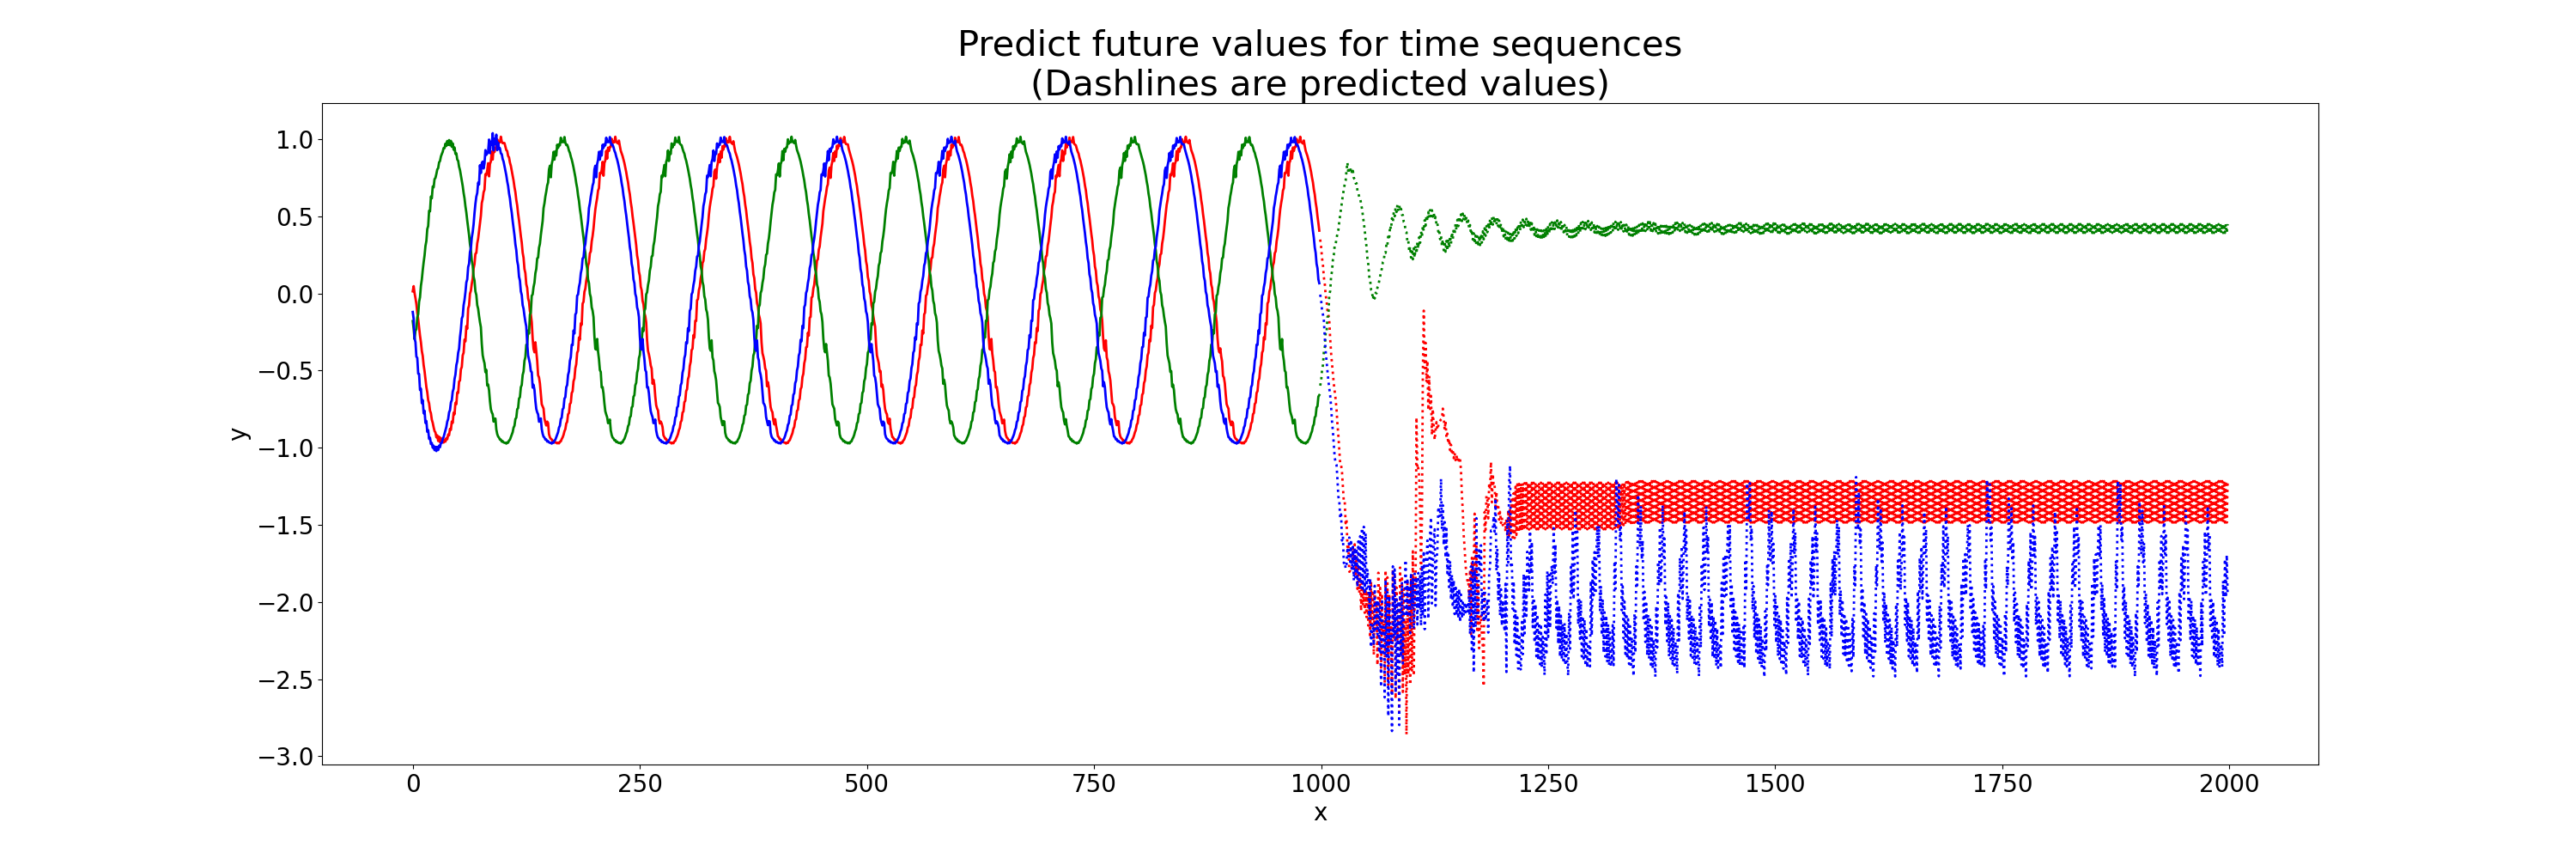 Predict future values for time sequences
(Dashlines are predicted values)
1.0
0.5
0.0
−0.5
−1.0
−1.5
−2.0
−2.5
−3.0
y
0 250 500 750 1000 1250 1500 1750 2000
x